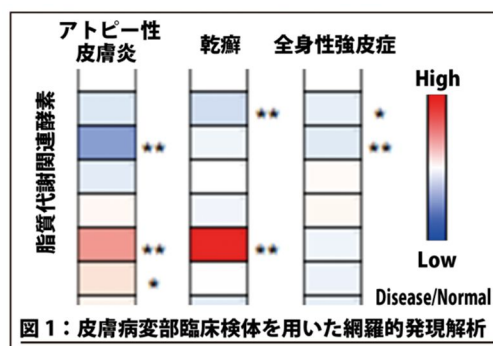 アトピー性
皮膚炎
乾癬
全身性強皮症
脂質代謝関連酵素
**
**
*
**
**
**
*
High
Low
Disease/Normal
図1：皮膚病変部臨床検体を用いた網羅的発現解析